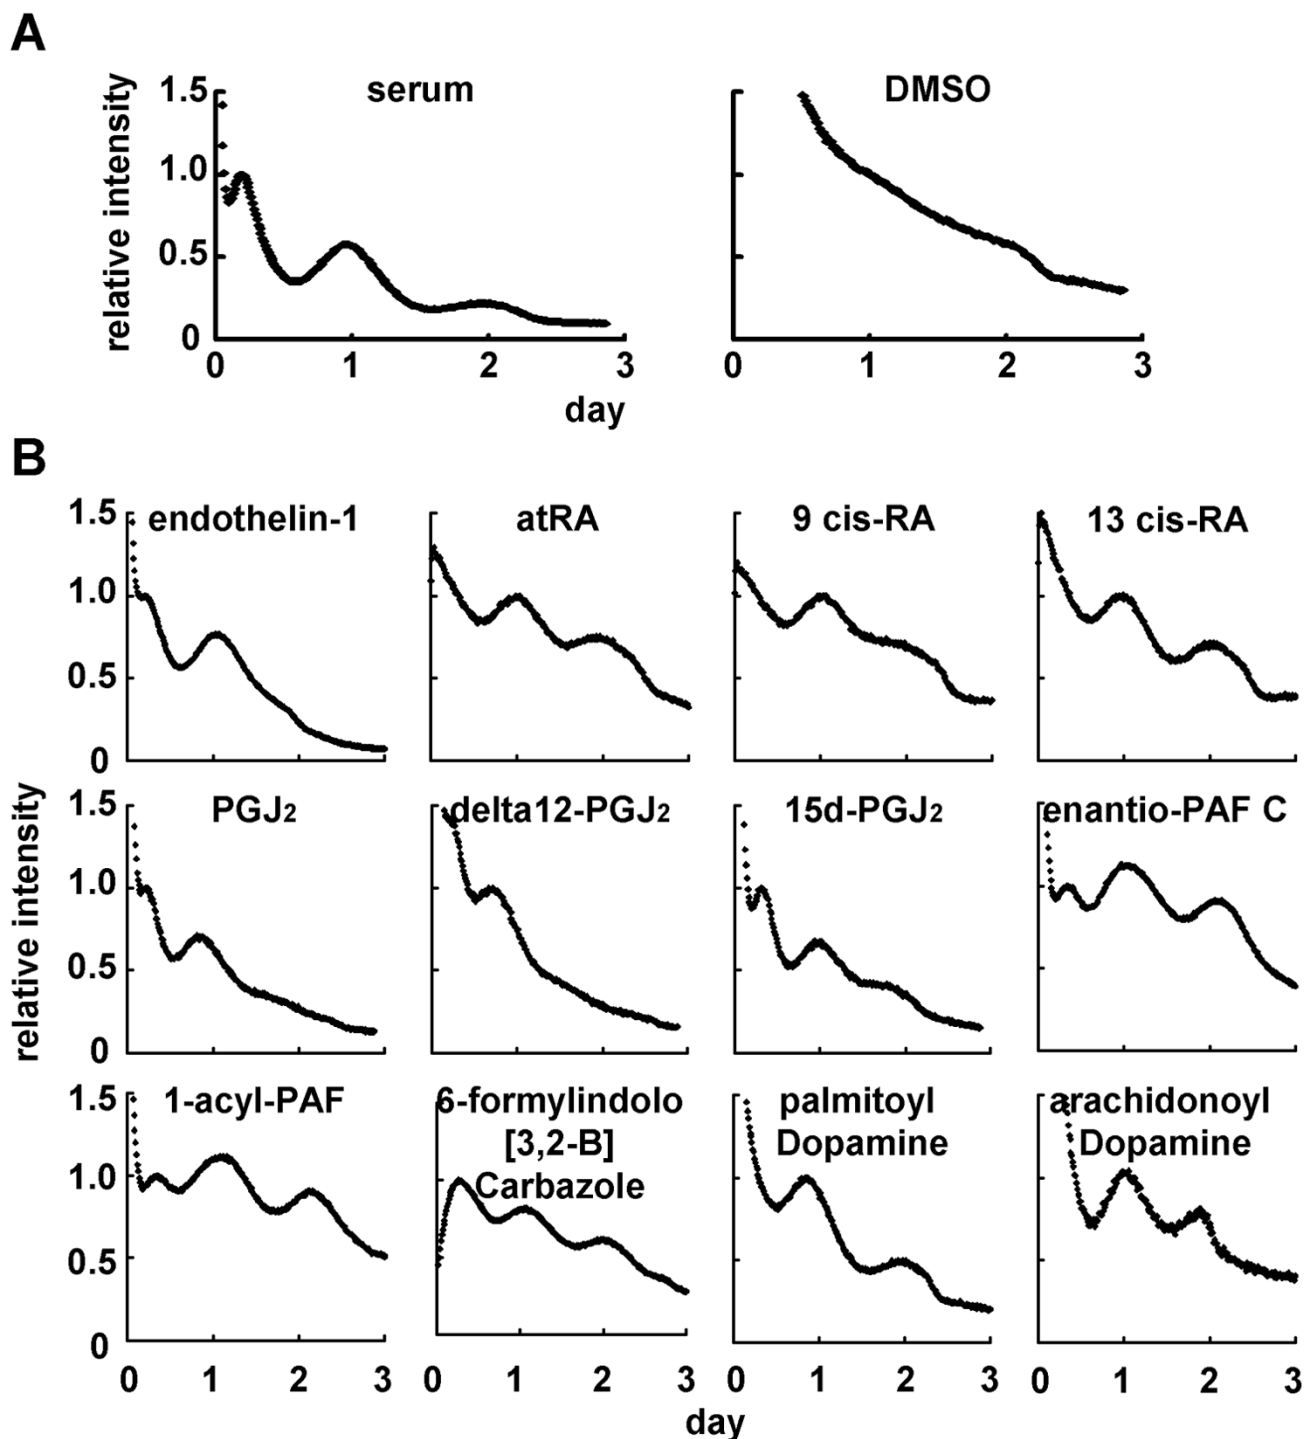 A
serum DMSO
relative intensity
1.5
1.0
0.5
0
0 1 2 3 0 1 2 3
day
B
endothelin-1 atRA 9 cis-RA 13 cis-RA
1.5
1.0
0.5
0
PGJ2 delta12-PGJ2 15d-PGJ2 enantio-PAF C
1.5
1.0
0.5
0
relative intensity
1-acyl-PAF 6-formylindolo palmitoyl arachidonoyl
[3,2-B] Dopamine Dopamine
Carbazole
1.5
1.0
0.5
0
0 1 2 3 0 1 2 3 0 1 2 3 0 1 2 3
day